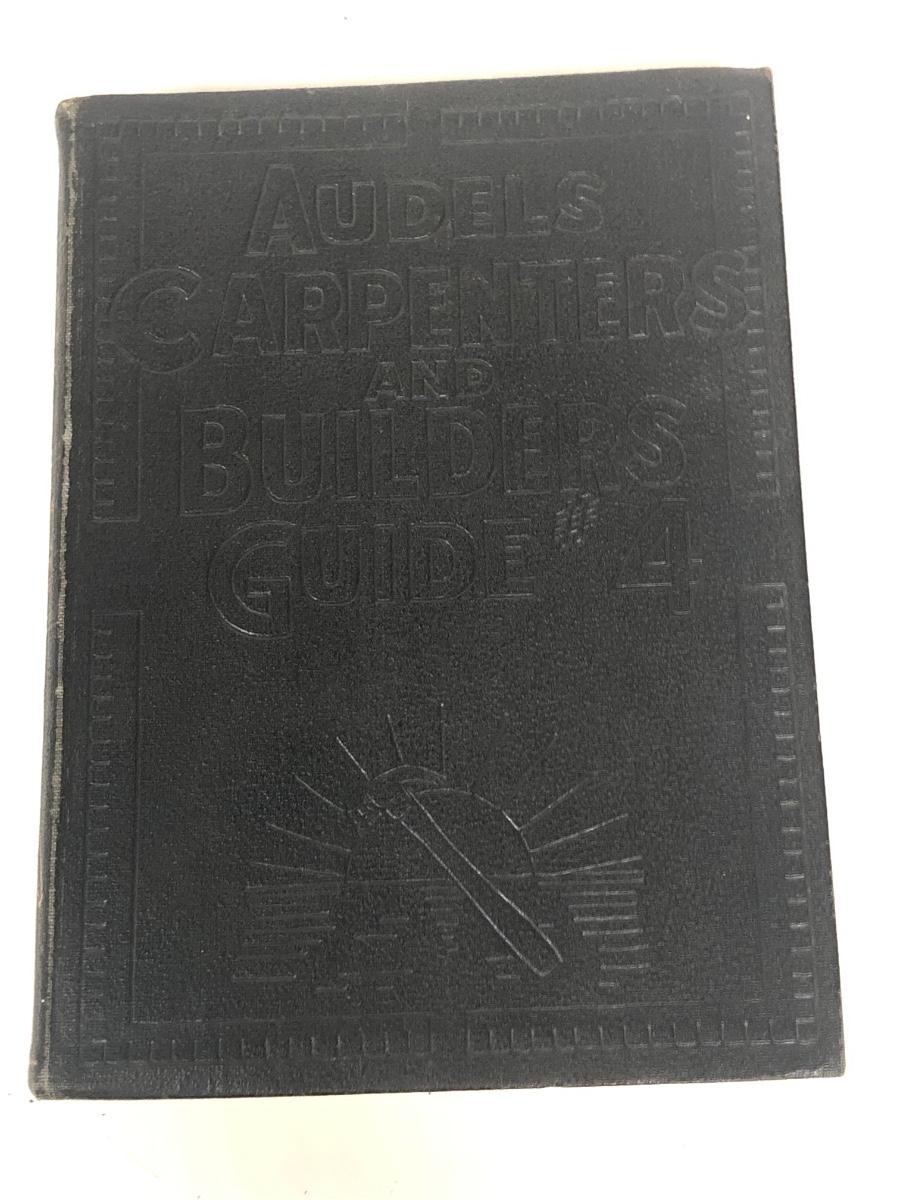 AUDELS
CARPENTERS
AND
BUILDERS
GUIDE #4